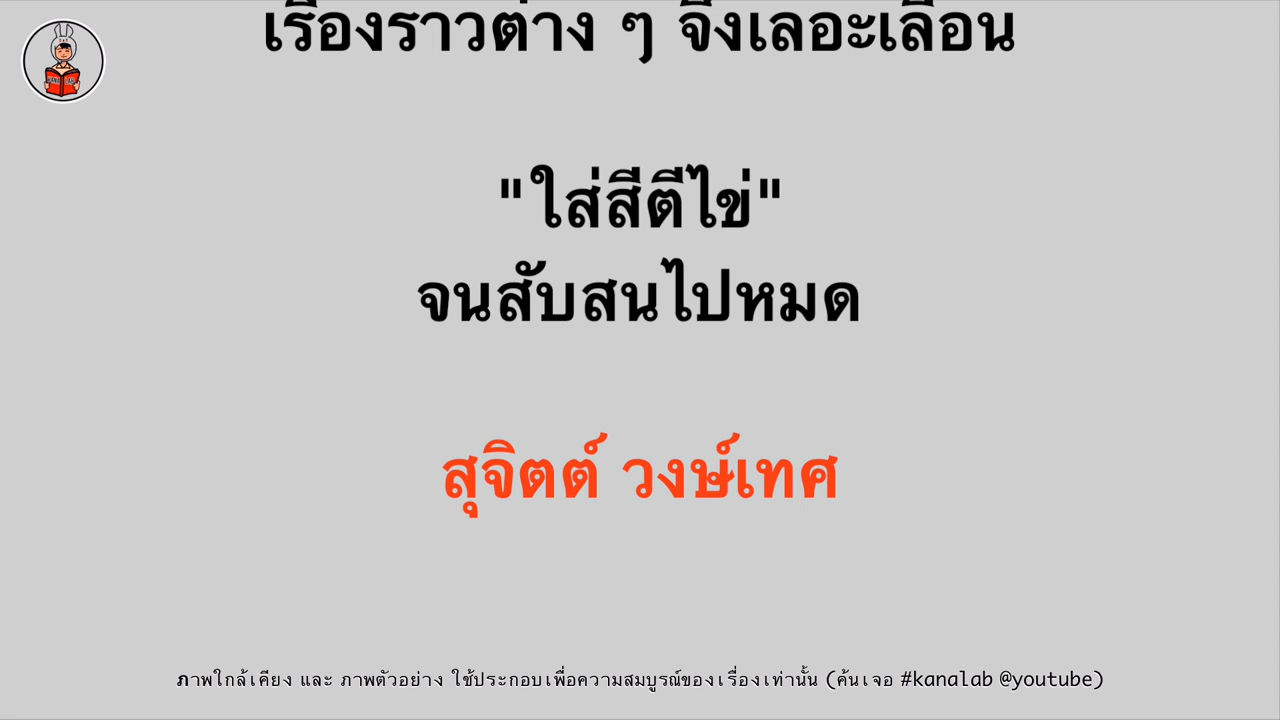 เรื่องราวต่าง ๆ จึงเลอะเลือน
"ใส่สีตีไข่"
จนสับสนไปหมด
สุจิตต์ วงษ์เทศ
ภาพใกล้เคียง และ ภาพตัวอย่าง ใช้ประกอบเพื่อความสมบูรณ์ของเรื่องเท่านั้น (ค้นเจอ #kanalab @youtube)